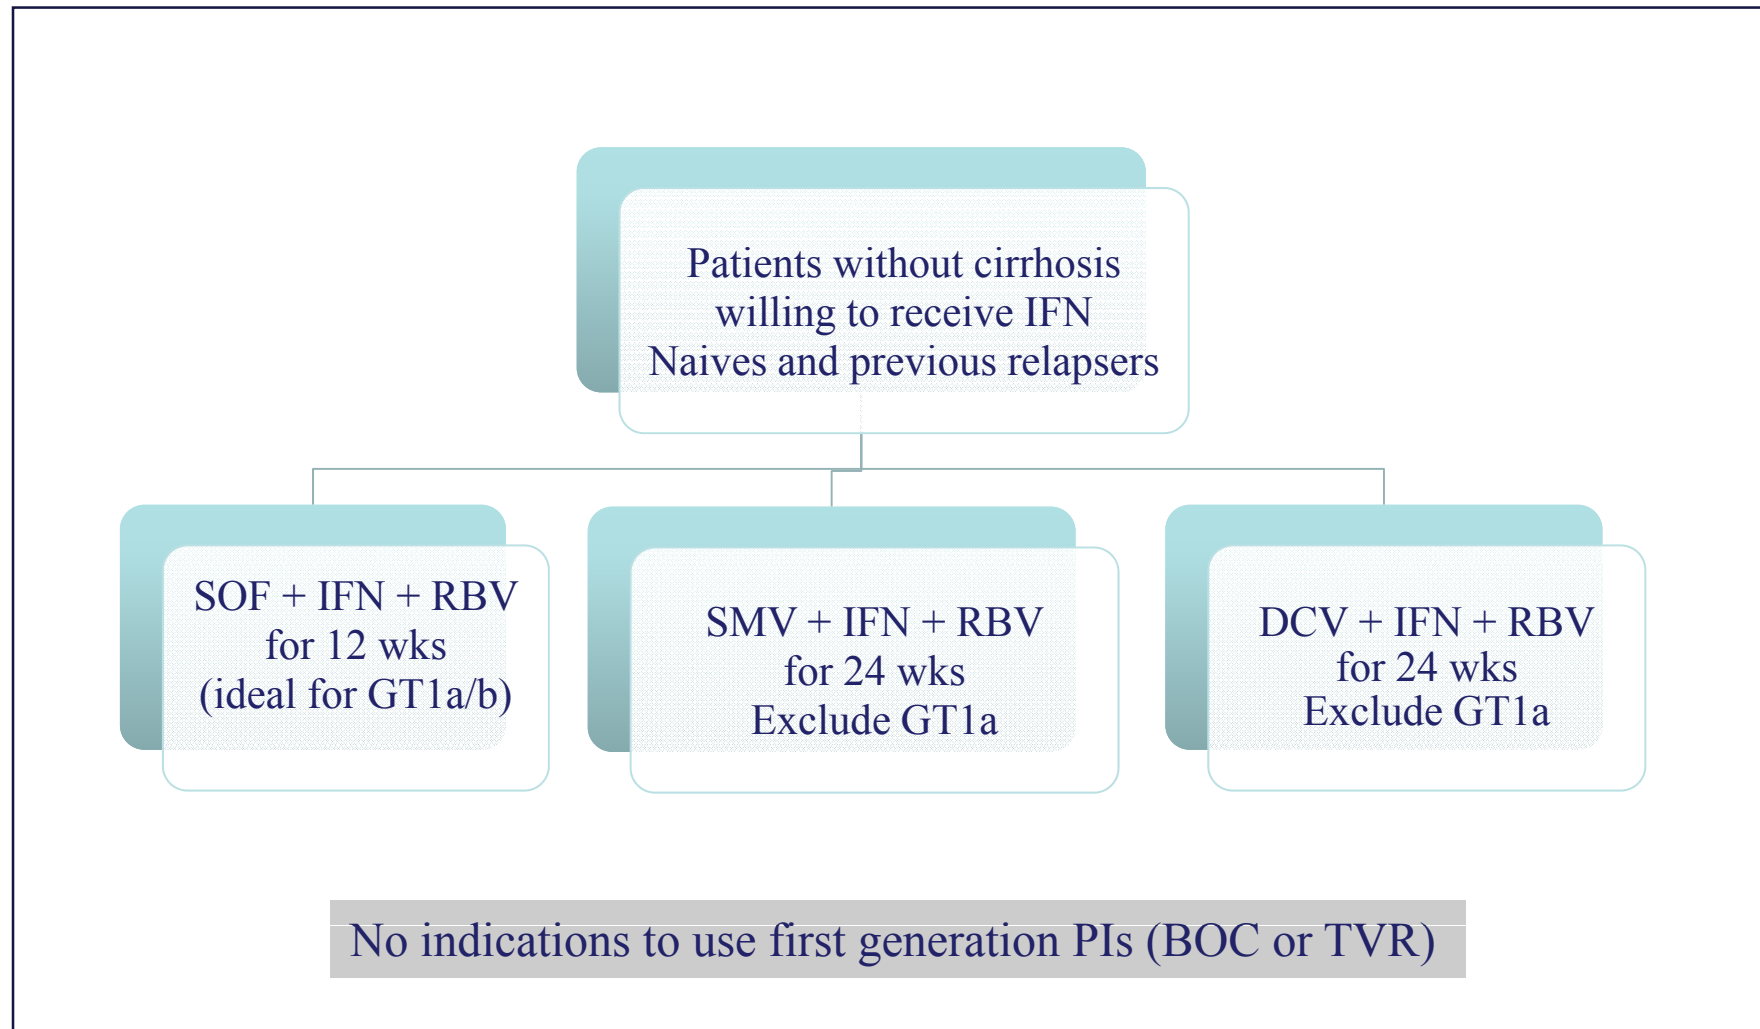 Patients without cirrhosis
willing to receive IFN
Naives and previous relapsers
SOF + IFN + RBV
for 12 wks
(ideal for GT1a/b)
SMV + IFN + RBV
for 24 wks
Exclude GT1a
DCV + IFN + RBV
for 24 wks
Exclude GT1a
No indications to use first generation PIs (BOC or TVR)